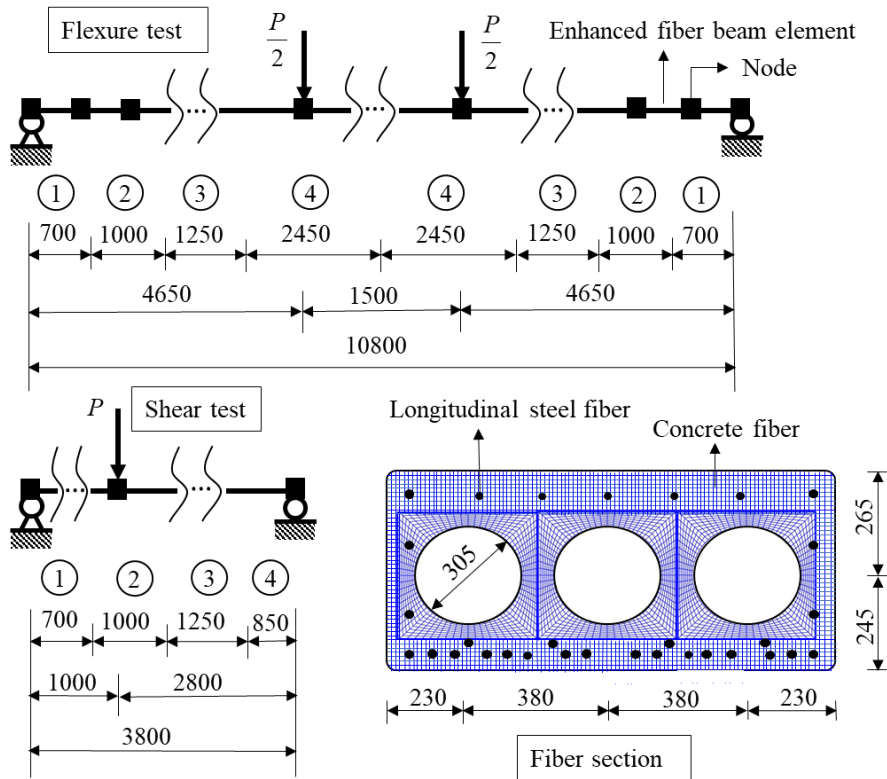 Flexure test
P
2
P
2
Enhanced fiber beam element
Node
1 2 3 4 4 3 2 1
700 1000 1250 2450 2450 1250 1000 700
4650 1500 4650
10800
P
Shear test
1 2 3 4
700 1000 1250 850
1000 2800
3800
Longitudinal steel fiber
Concrete fiber
305
265
245
230 380 380 230
Fiber section